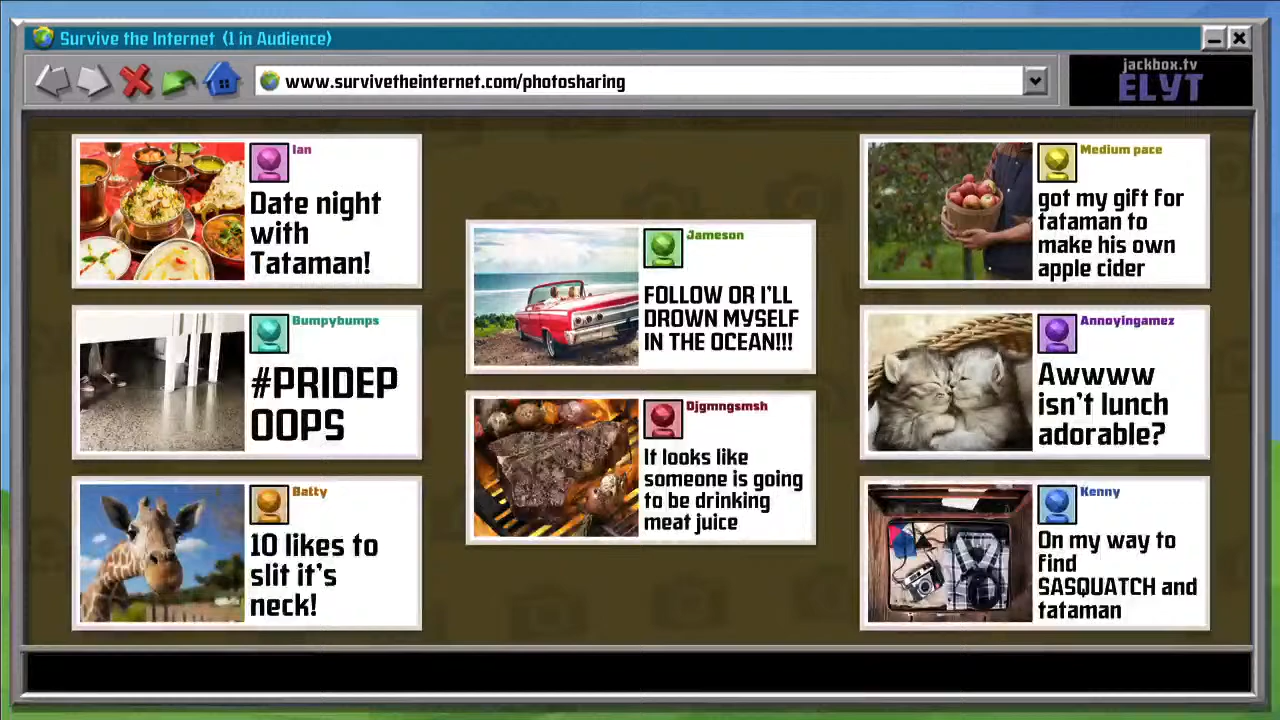 Survive the Internet (1 in Audience)
www.survivetheinternet.com/photosharing
jackbox.tv
ELYT
Ian
Date night
with
Tataman!
Bumpybumps
#PRIDEP
OOPS
Batty
10 likes to
slit it's
neck!
Jameson
FOLLOW OR I'LL
DROWN MYSELF
IN THE OCEAN!!!
Djgmngsmsh
It looks like
someone is going
to be drinking
meat juice
Medium pace
got my gift for
fataman to
make his own
apple cider
Annoyingamez
Awwww
isn't lunch
adorable?
Kenny
On my way to
find
SASQUATCH and
tataman